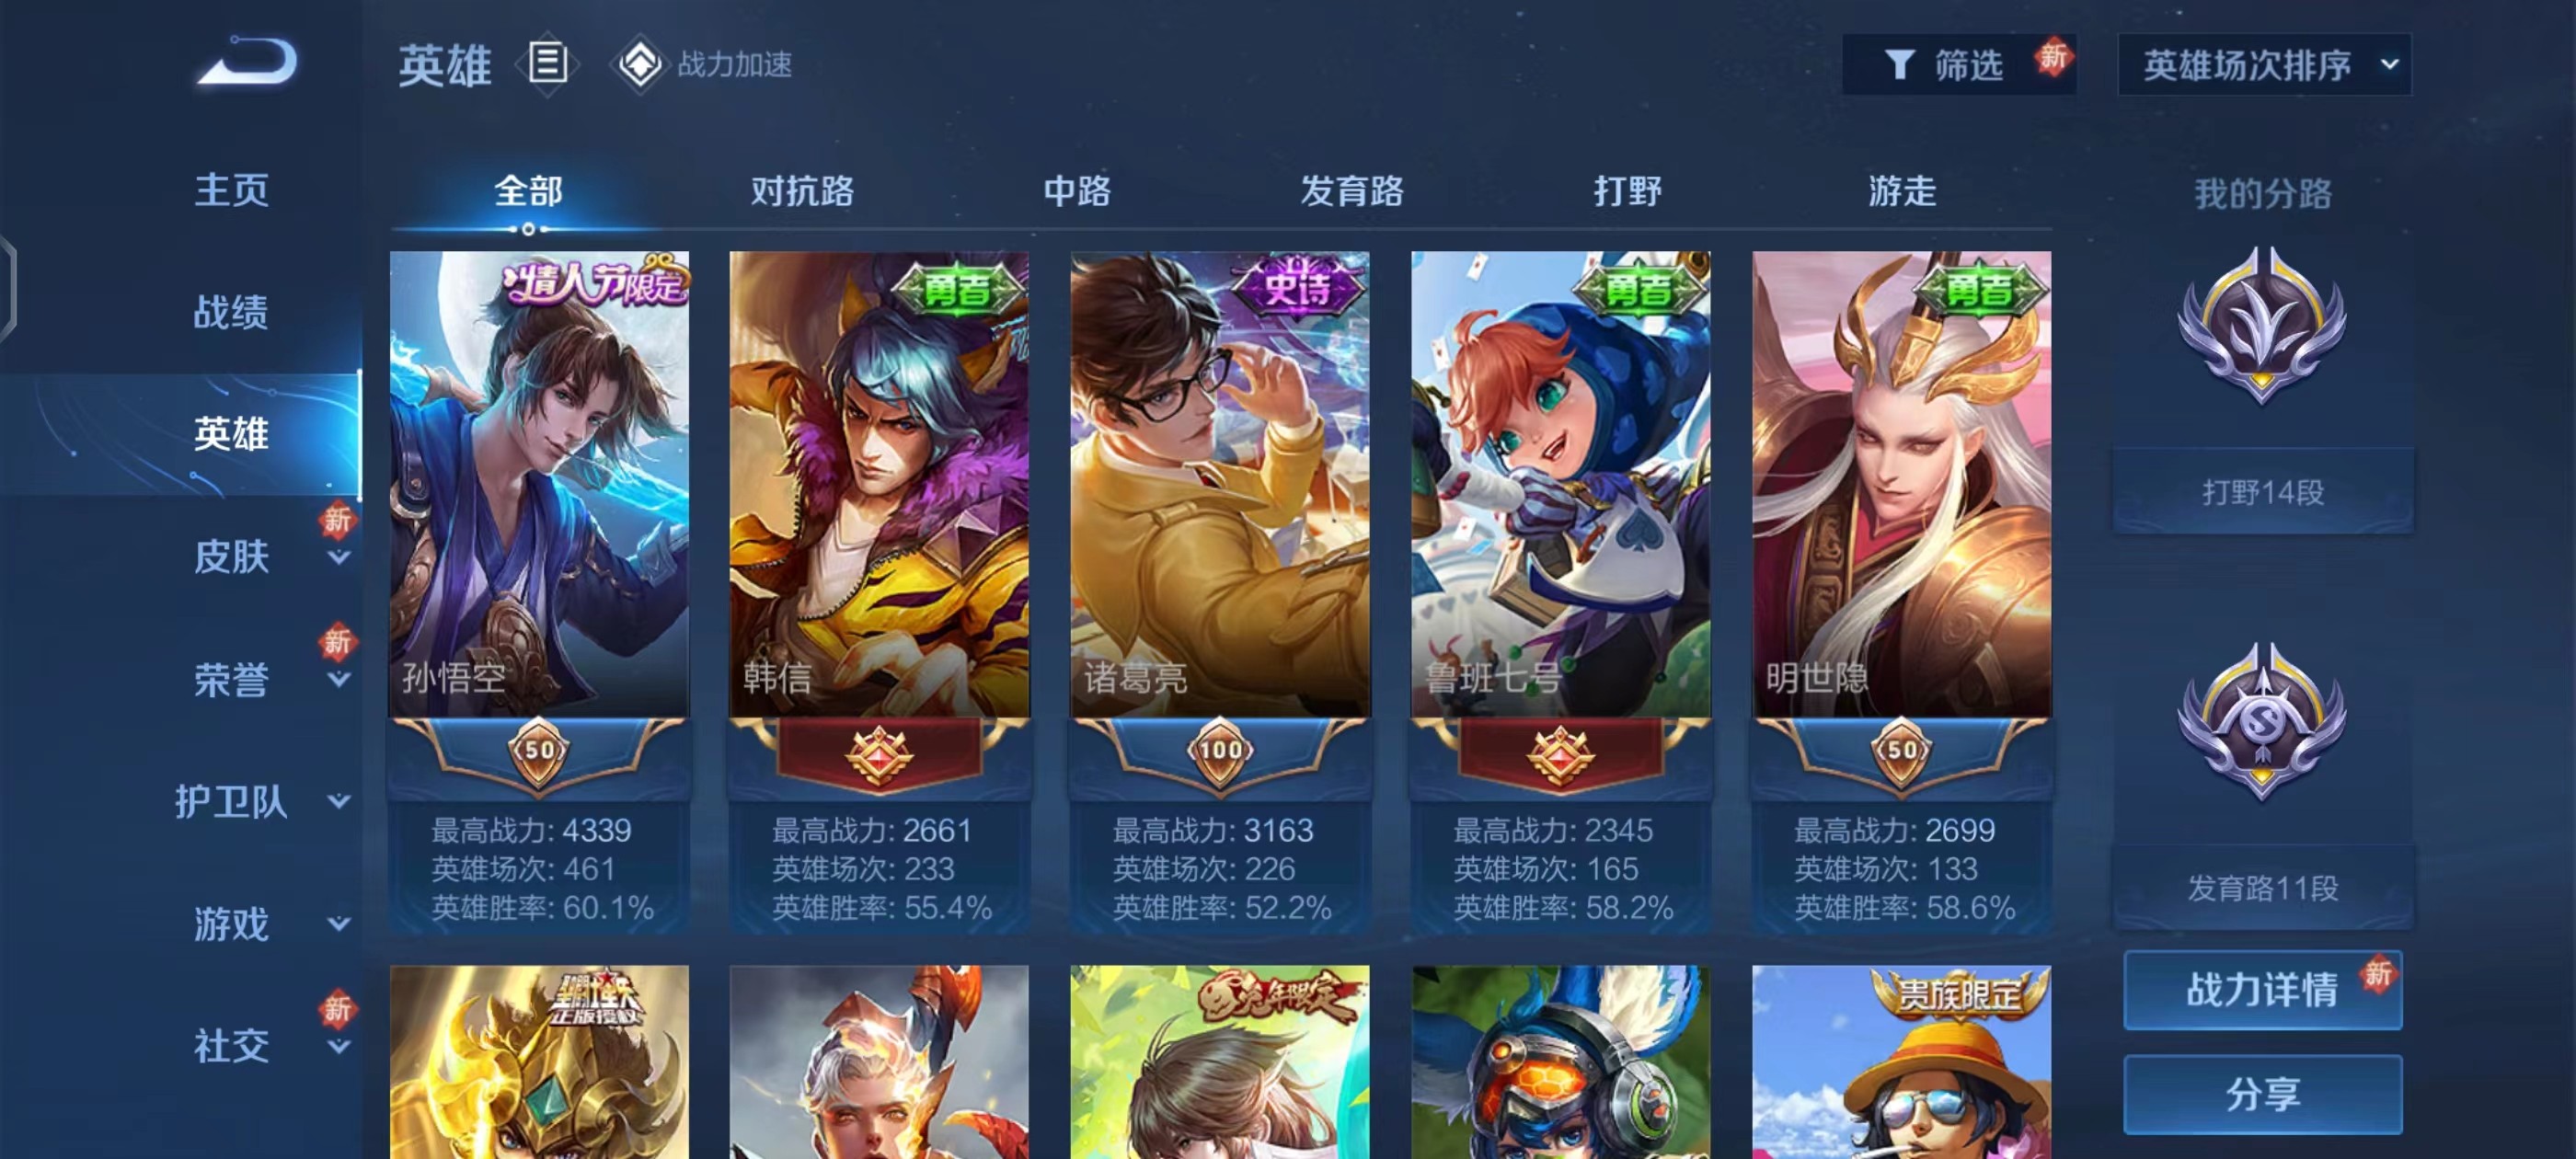 英雄
战力加速
筛选
新
英雄场次排序
主页
战绩
英雄
皮肤
新
荣誉
新
护卫队
游戏
社交
新
全部
对抗路
中路
发育路
打野
游走
我的分路
情人节限定
孙悟空
50
最高战力: 4339
英雄场次: 461
英雄胜率: 60.1%
勇者
韩信
最高战力: 2661
英雄场次: 233
英雄胜率: 55.4%
史诗
诸葛亮
100
最高战力: 3163
英雄场次: 226
英雄胜率: 52.2%
勇者
鲁班七号
最高战力: 2345
英雄场次: 165
英雄胜率: 58.2%
勇者
明世隐
50
最高战力: 2699
英雄场次: 133
英雄胜率: 58.6%
打野14段
发育路11段
正版授权
年限定
贵族限定
战力详情
新
分享